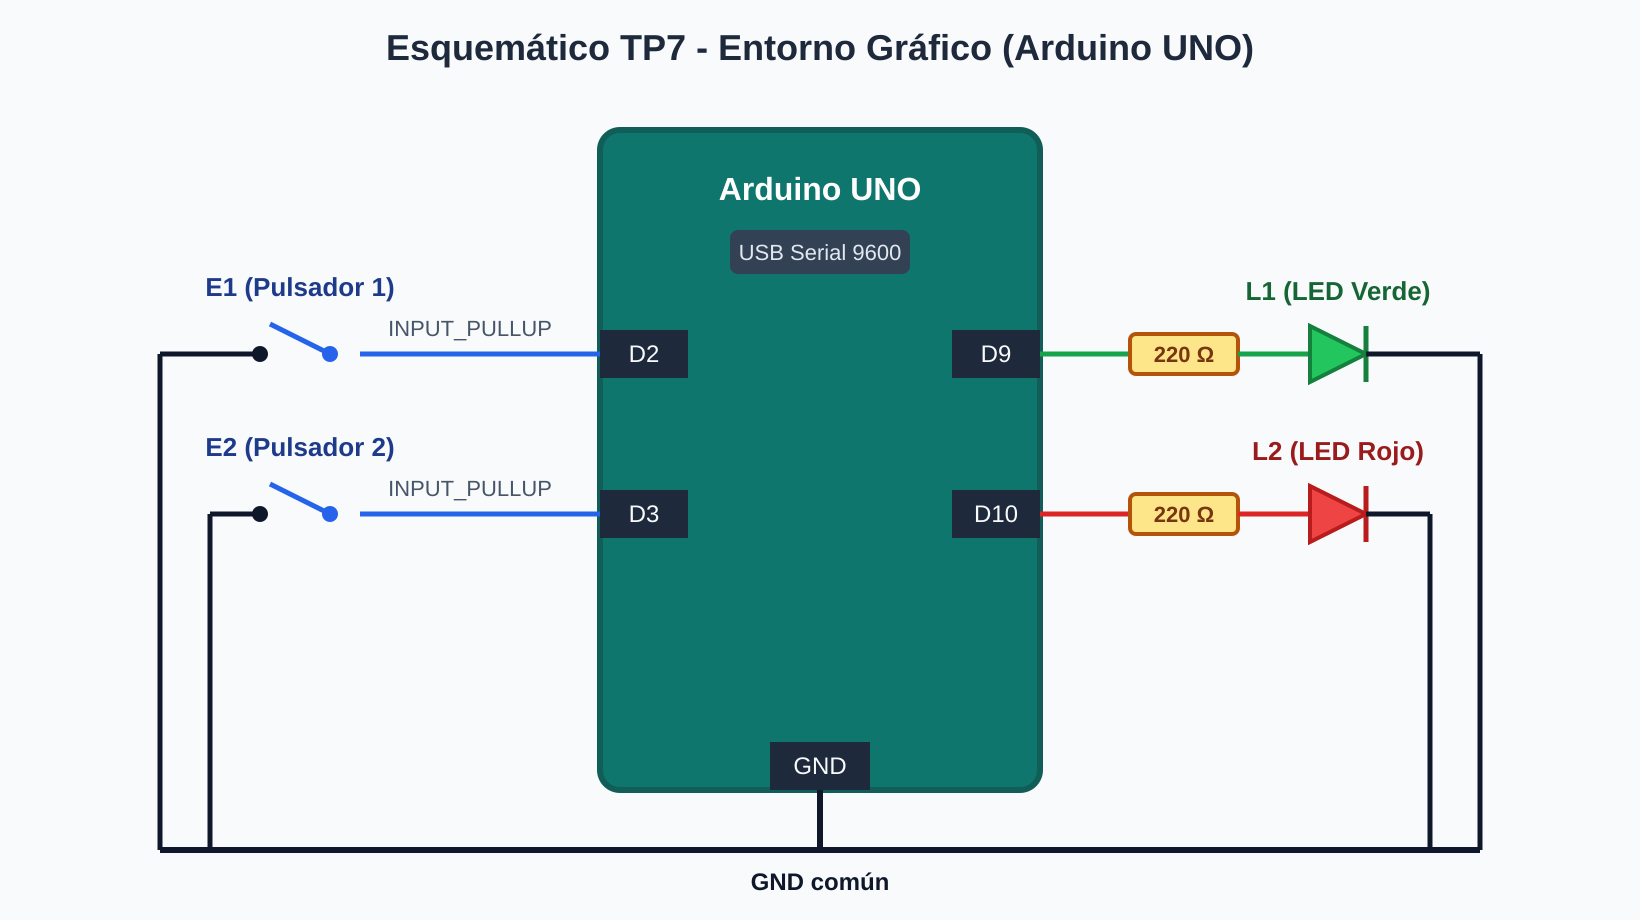 Esquemático TP7 - Entorno Gráfico (Arduino UNO)
Arduino UNO
USB Serial 9600
E1 (Pulsador 1)
INPUT_PULLUP
D2
D9
220 Ω
L1 (LED Verde)
E2 (Pulsador 2)
INPUT_PULLUP
D3
D10
220 Ω
L2 (LED Rojo)
GND
GND común